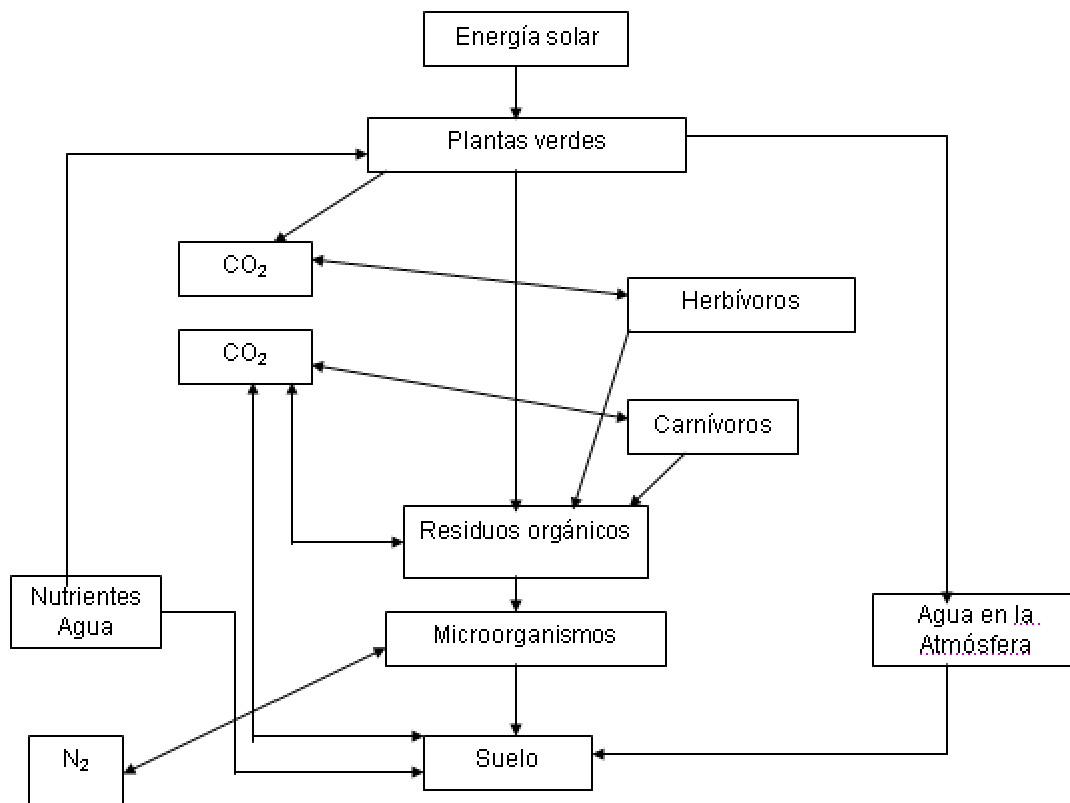 Energía solar
Plantas verdes
CO₂
Herbívoros
CO₂
Carnívoros
Residuos orgánicos
Nutrientes
Agua
Microorganismos
Agua en la
Atmósfera
N₂
Suelo